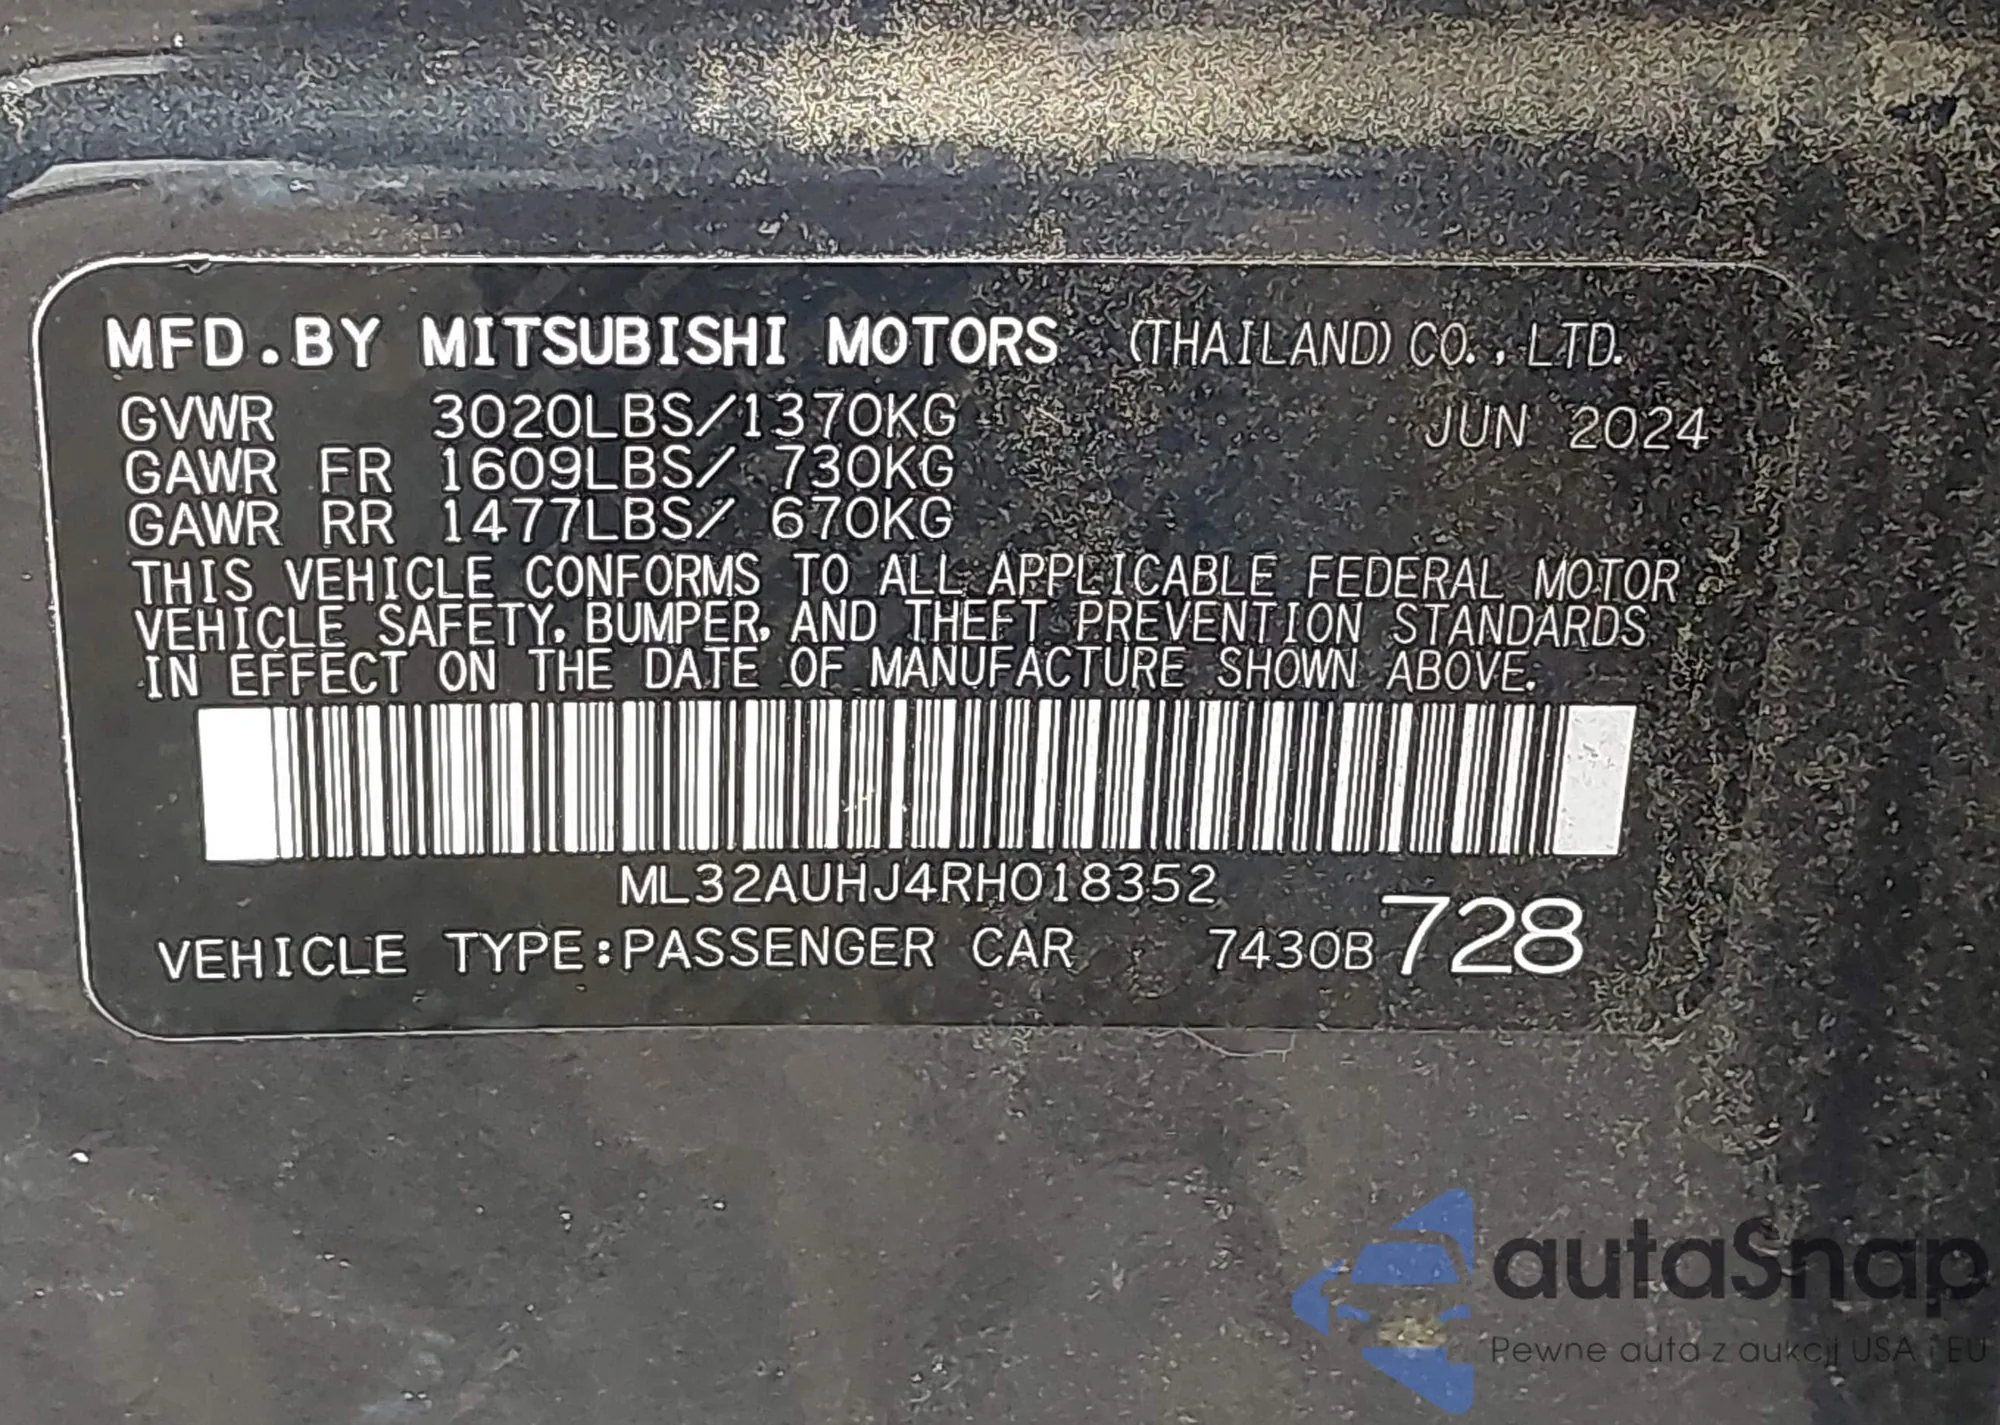 MFD.BY MITSUBISHI MOTORS (THAILAND) CO.,LTD.
GVWR 3020LBS/1370KG JUN 2024
GAWR FR 1609LBS/ 730KG
GAWR RR 1477LBS/ 670KG
THIS VEHICLE CONFORMS TO ALL APPLICABLE FEDERAL MOTOR
VEHICLE SAFETY, BUMPER, AND THEFT PREVENTION STANDARDS
IN EFFECT ON THE DATE OF MANUFACTURE SHOWN ABOVE.
ML32AUHJ4RH018352
VEHICLE TYPE:PASSENGER CAR 7430B 728
autaSnap
Pewne auta z aukcji USA i EU